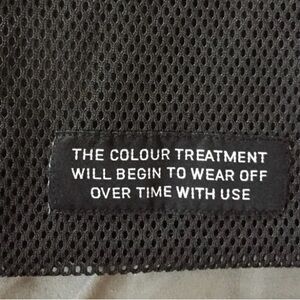 THE COLOUR TREATMENT
WILL BEGIN TO WEAR OFF
OVER TIME WITH USE